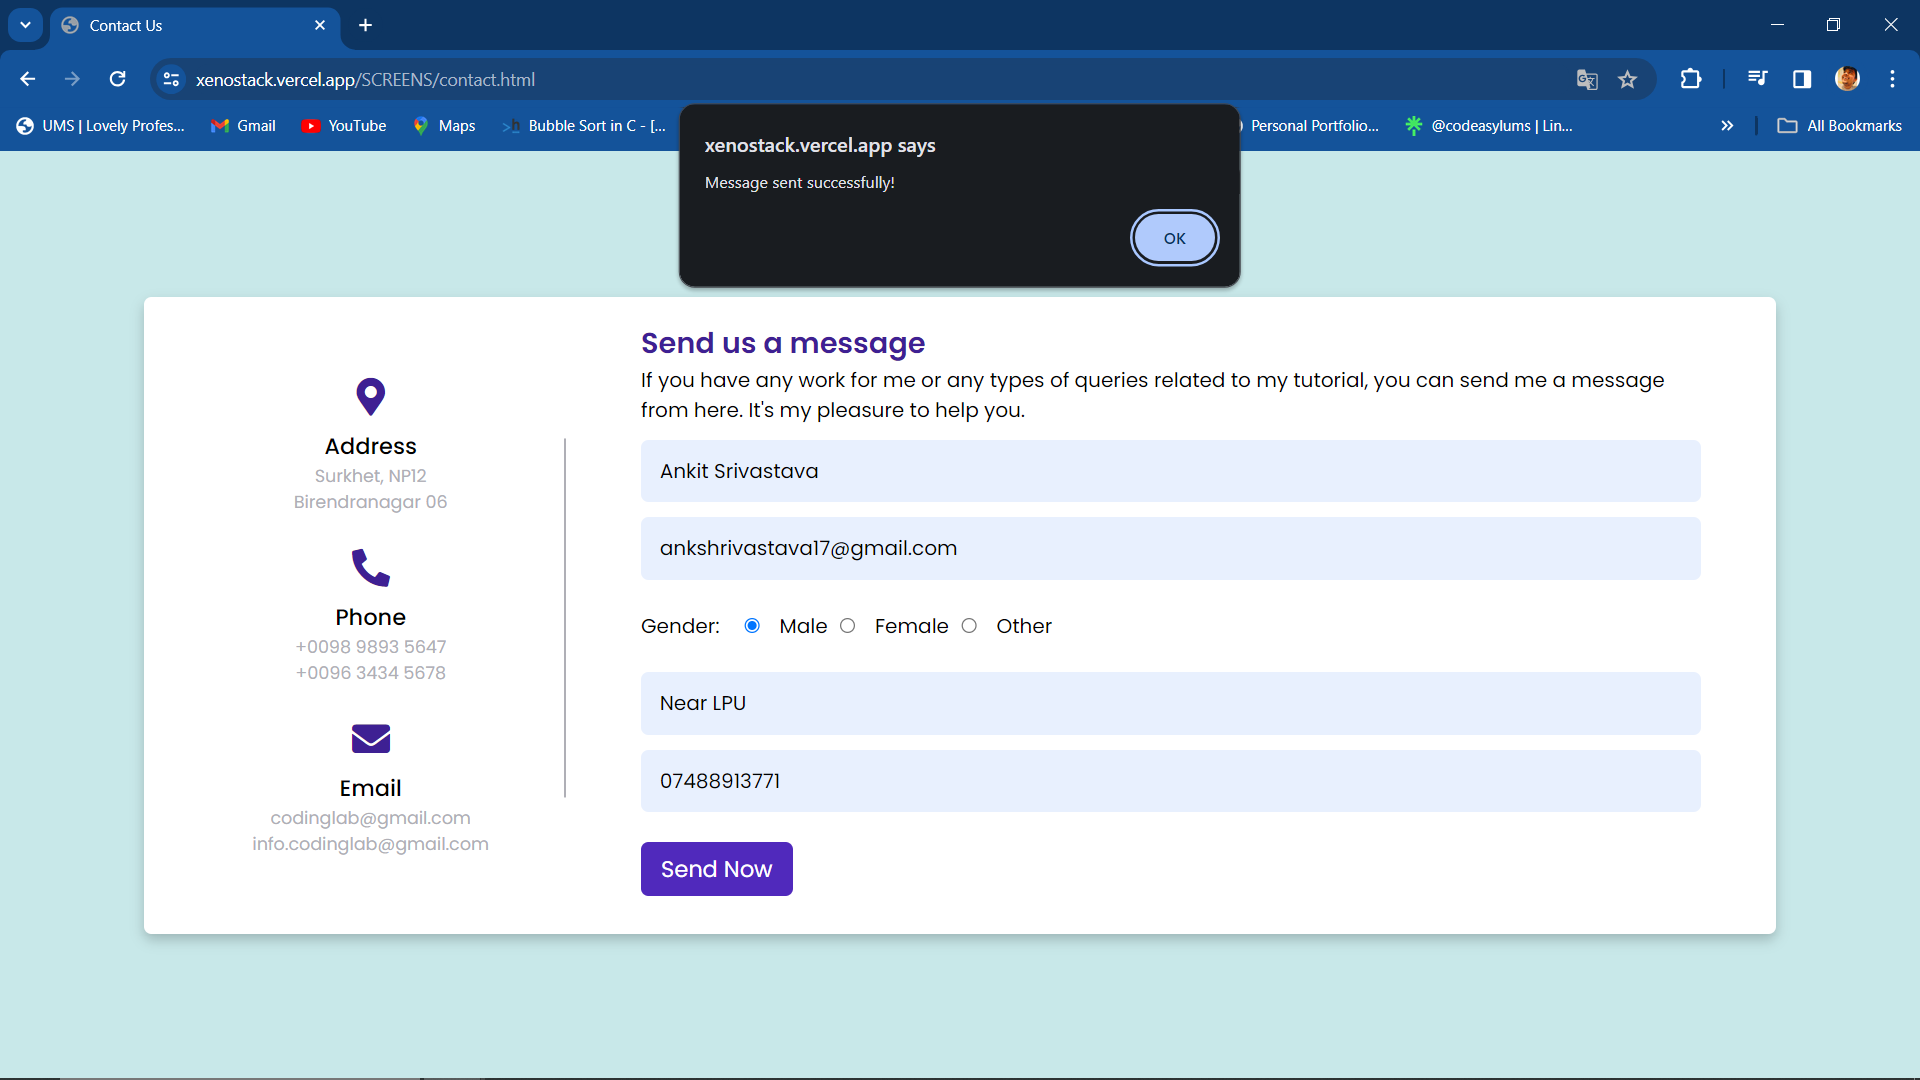 Contact Us
xenostack.vercel.app/SCREENS/contact.html
UMS | Lovely Profes...
Gmail
YouTube
Maps
Bubble Sort in C - [...
Personal Portfolio...
@codeasylums | Lin...
All Bookmarks
xenostack.vercel.app says
Message sent successfully!
OK
Address
Surkhet, NP12
Birendranagar 06
Phone
+0098 9893 5647
+0096 3434 5678
Email
codinglab@gmail.com
info.codinglab@gmail.com
Send us a message
If you have any work for me or any types of queries related to my tutorial, you can send me a message
from here. It's my pleasure to help you.
Ankit Srivastava
ankshrivastava17@gmail.com
Gender: Male Female Other
Near LPU
07488913771
Send Now